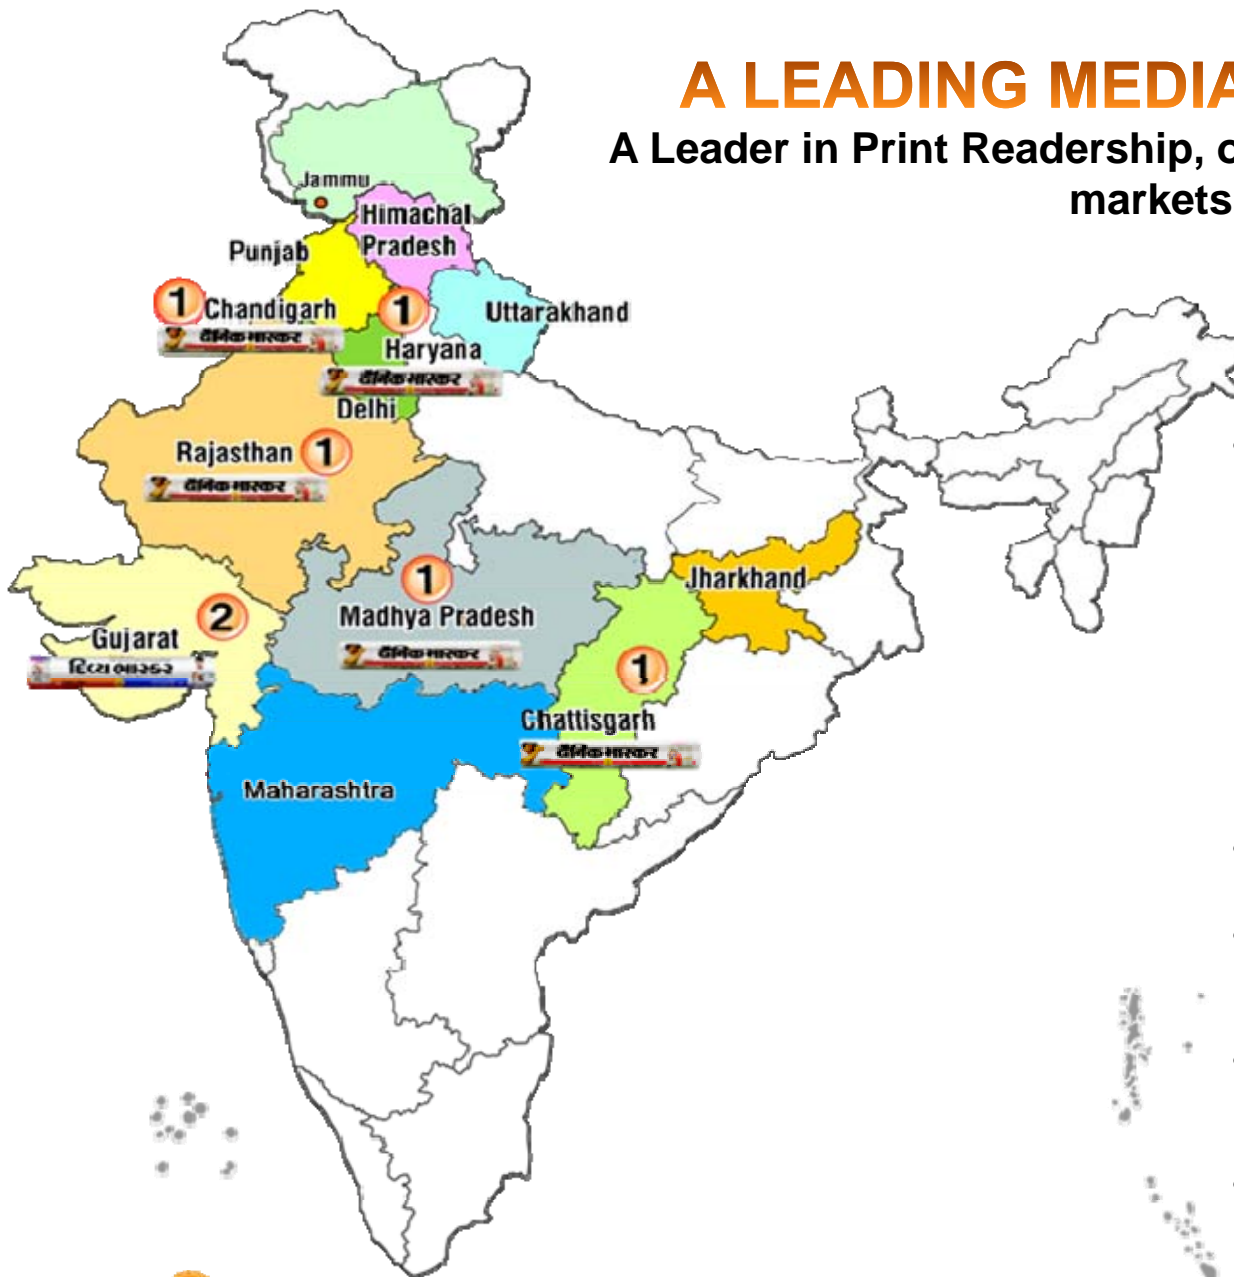 A LEADING MEDIA
A Leader in Print Readership, o
markets
Jammu
Himachal
Pradesh
Punjab
1
Chandigarh
दैनिक भास्कर
1
Uttarakhand
Haryana
दैनिक भास्कर
Delhi
Rajasthan
1
दैनिक भास्कर
1
Madhya Pradesh
दैनिक भास्कर
Jharkhand
2
Gujarat
દિવ્ય ભાસ્કર
1
Chattisgarh
दैनिक भास्कर
Maharashtra